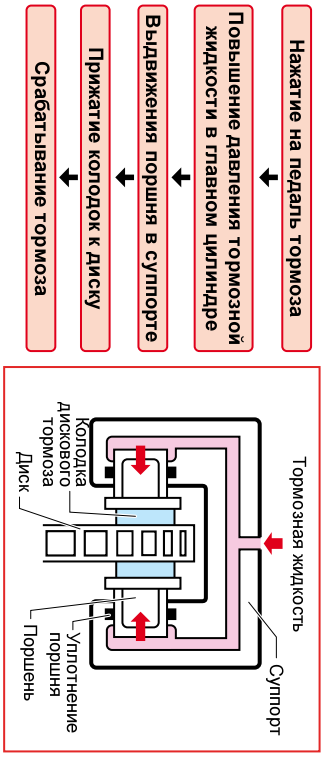 Нажатие на педаль тормоза
Повышение давления тормозной
жидкости в главном цилиндре
Выдвижения поршня в суппорте
Прижатие колодок к диску
Срабатывание тормоза
Тормозная жидкость
Суппорт
Колодка
дискового
тормоза
Диск
Уплотнение
поршня
Поршень